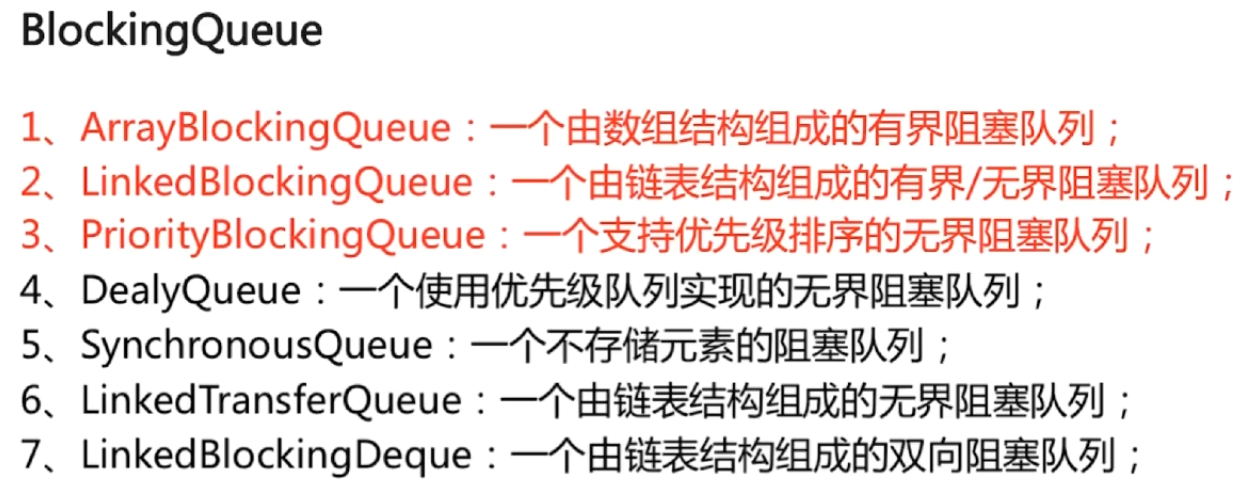 BlockingQueue
1、ArrayBlockingQueue：一个由数组结构组成的有界阻塞队列；
2、LinkedBlockingQueue：一个由链表结构组成的有界/无界阻塞队列；
3、PriorityBlockingQueue：一个支持优先级排序的无界阻塞队列；
4、DealyQueue：一个使用优先级队列实现的无界阻塞队列；
5、SynchronousQueue：一个不存储元素的阻塞队列；
6、LinkedTransferQueue：一个由链表结构组成的无界阻塞队列；
7、LinkedBlockingDeque：一个由链表结构组成的双向阻塞队列；